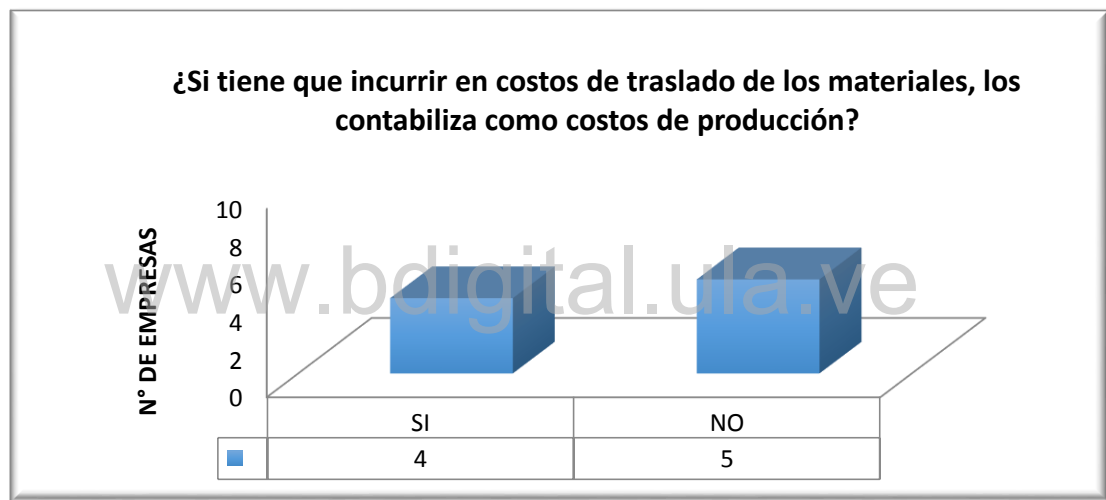 ¿Si tiene que incurrir en costos de traslado de los materiales, los
contabiliza como costos de producción?
N° DE EMPRESAS
10
8
6
4
2
0
SI NO
4 5
www.bdigital.ula.ve